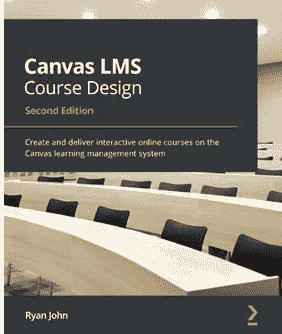 Canvas LMS
Course Design
Second Edition
Create and deliver interactive online courses on the
Canvas learning management system
Ryan John